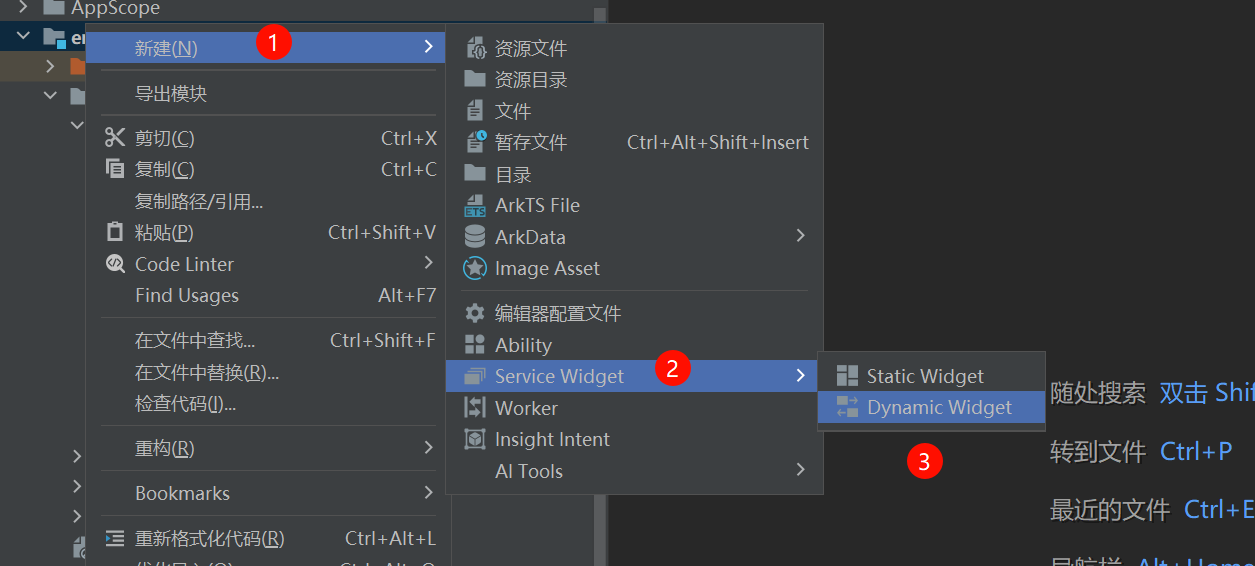 AppScope
新建(N)
1
导出模块
剪切(C) Ctrl+X
复制(C) Ctrl+C
复制路径/引用...
粘贴(P) Ctrl+Shift+V
Code Linter
Find Usages Alt+F7
在文件中查找... Ctrl+Shift+F
在文件中替换(R)...
检查代码(I)...
重构(R)
Bookmarks
重新格式化代码(R) Ctrl+Alt+L
资源文件
资源目录
文件
暂存文件 Ctrl+Alt+Shift+Insert
目录
ETS ArkTS File
ArkData
Image Asset
编辑器配置文件
Ability
Service Widget 2
Worker
Insight Intent
AI Tools
Static Widget
Dynamic Widget
3
随处搜索 双击 Shif
转到文件 Ctrl+P
最近的文件 Ctrl+E